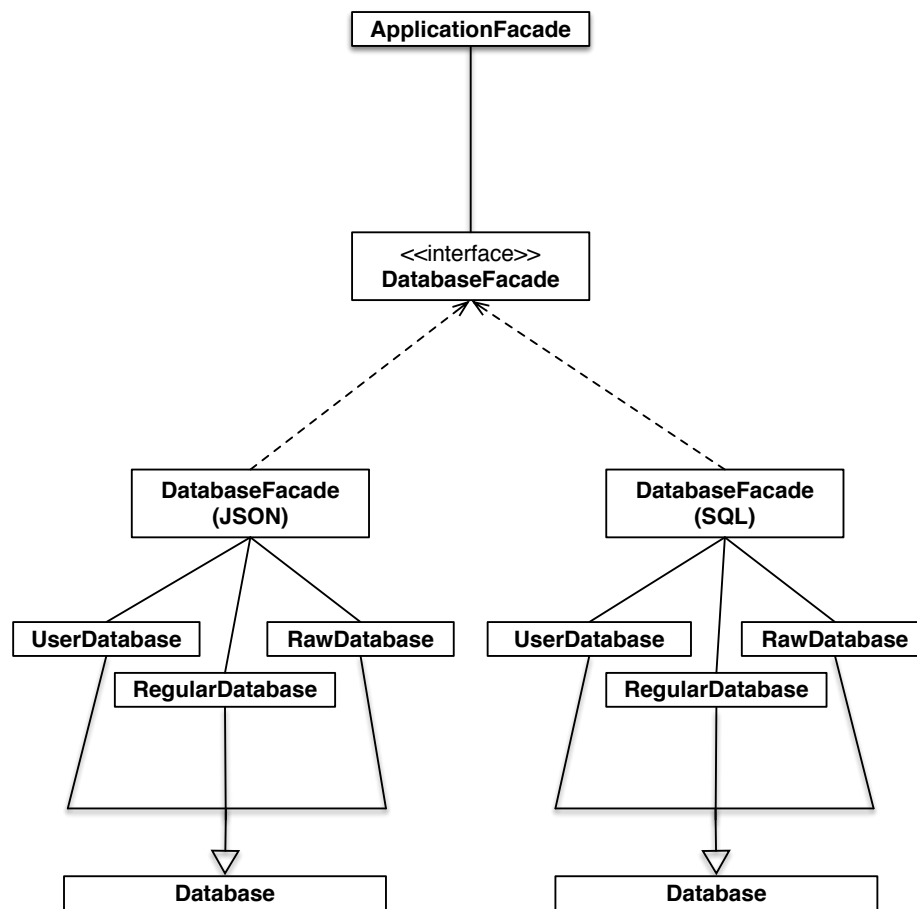 ApplicationFacade
<<interface>>
DatabaseFacade
DatabaseFacade
(JSON)
DatabaseFacade
(SQL)
UserDatabase
RawDatabase
RegularDatabase
UserDatabase
RawDatabase
RegularDatabase
Database
Database